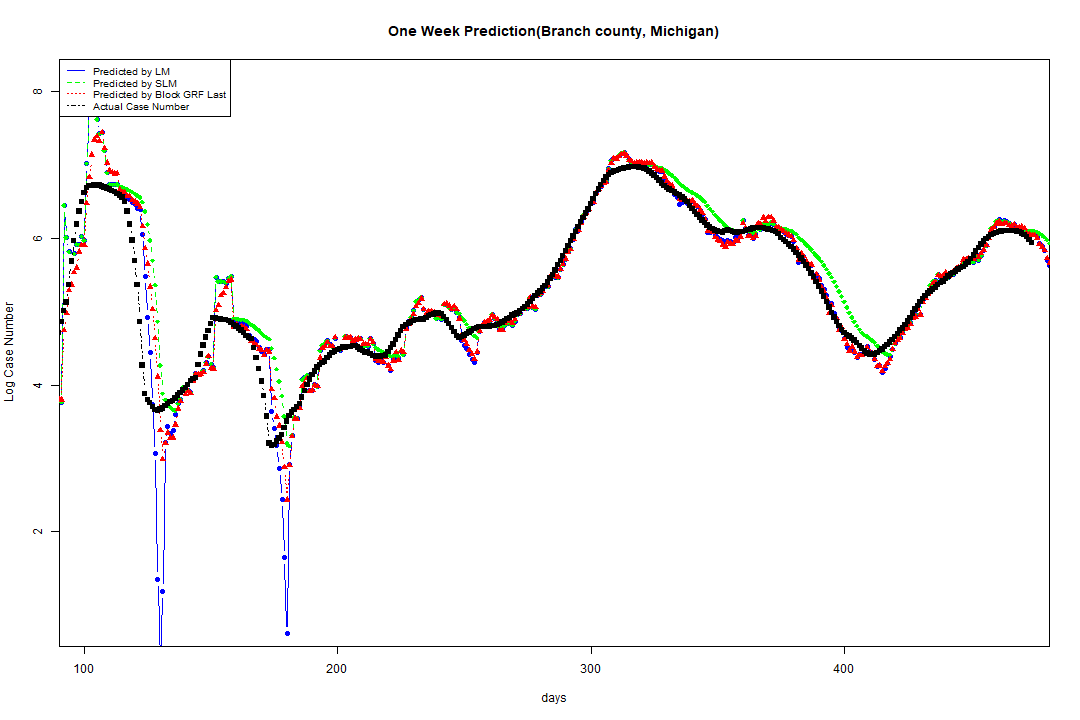 One Week Prediction(Branch county, Michigan)
Predicted by LM
Predicted by SLM
Predicted by Block GRF Last
Actual Case Number
8
6
4
2
Log Case Number
100 200 300 400
days